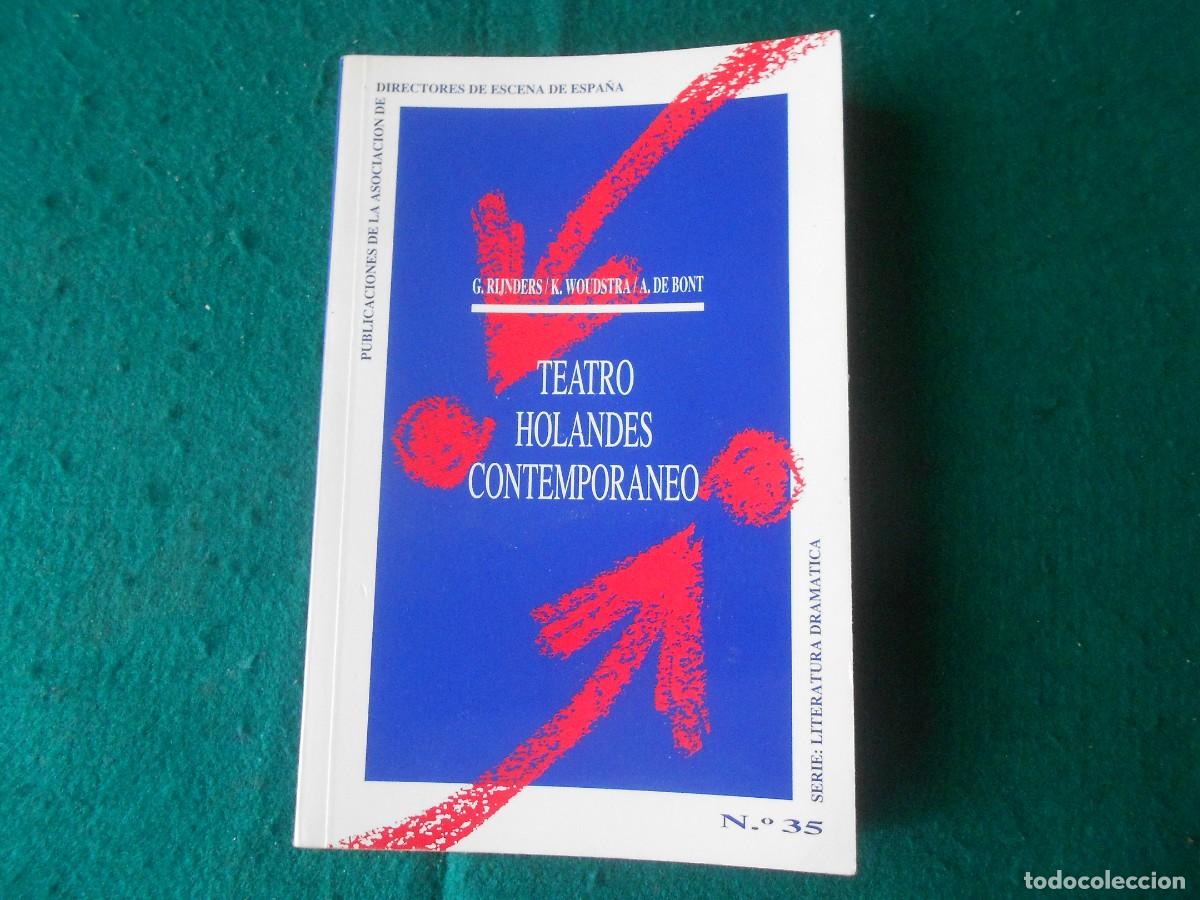 PUBLICACIONES DE LA ASOCIACION DE
DIRECTORES DE ESCENA DE ESPAÑA
G. RIJNDERS / K. WOUDSTRA / A. DE BONT
TEATRO
HOLANDES
CONTEMPORANEO
SERIE: LITERATURA DRAMATICA
N.º 35
todocoleccion